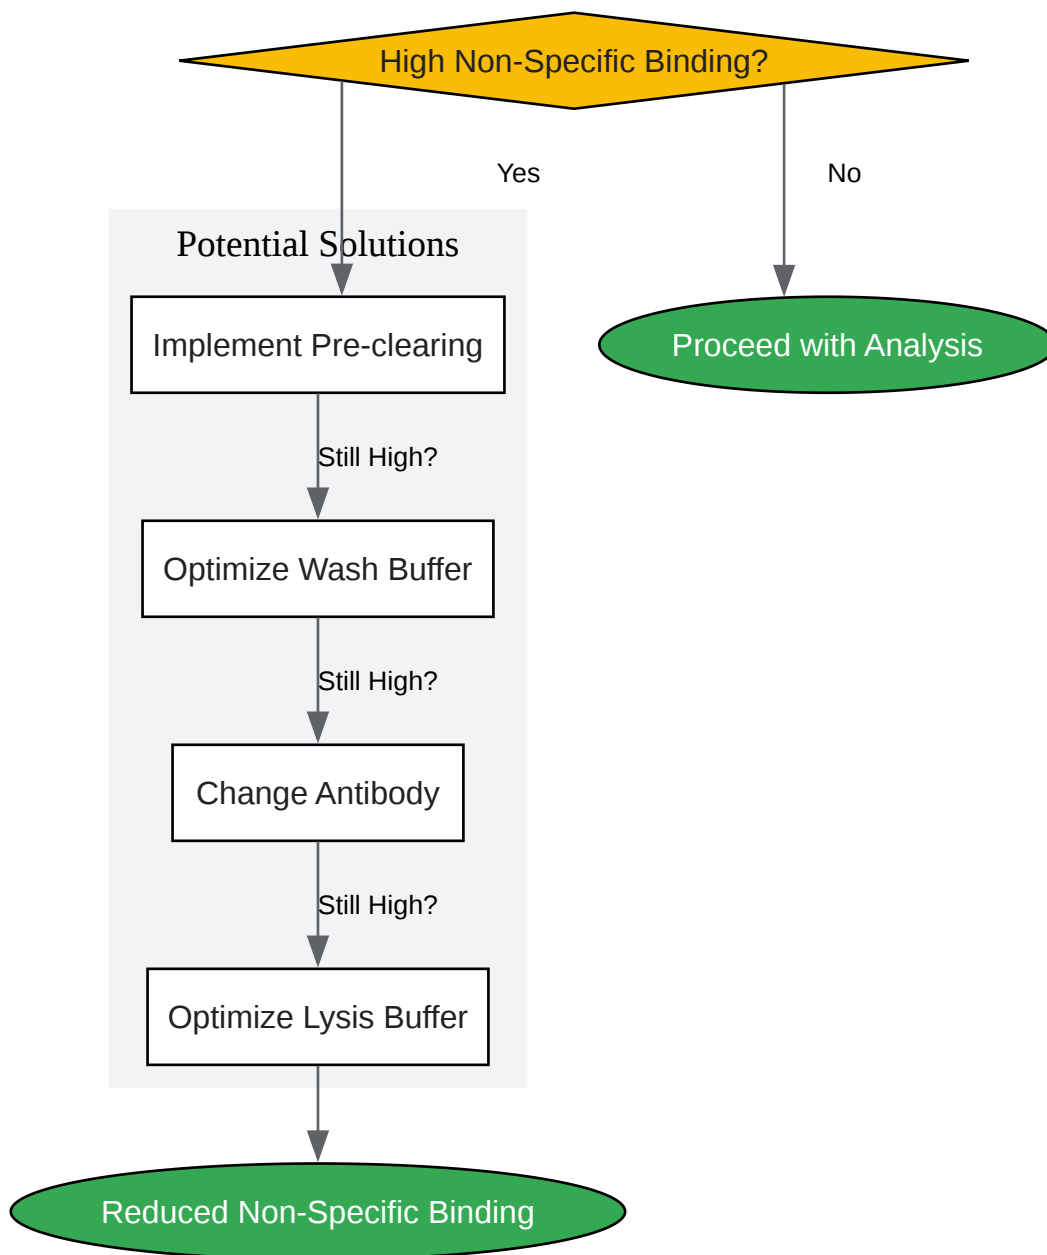 High Non-Specific Binding?
Yes
No
Potential Solutions
Implement Pre-clearing
Proceed with Analysis
Still High?
Optimize Wash Buffer
Still High?
Change Antibody
Still High?
Optimize Lysis Buffer
Reduced Non-Specific Binding